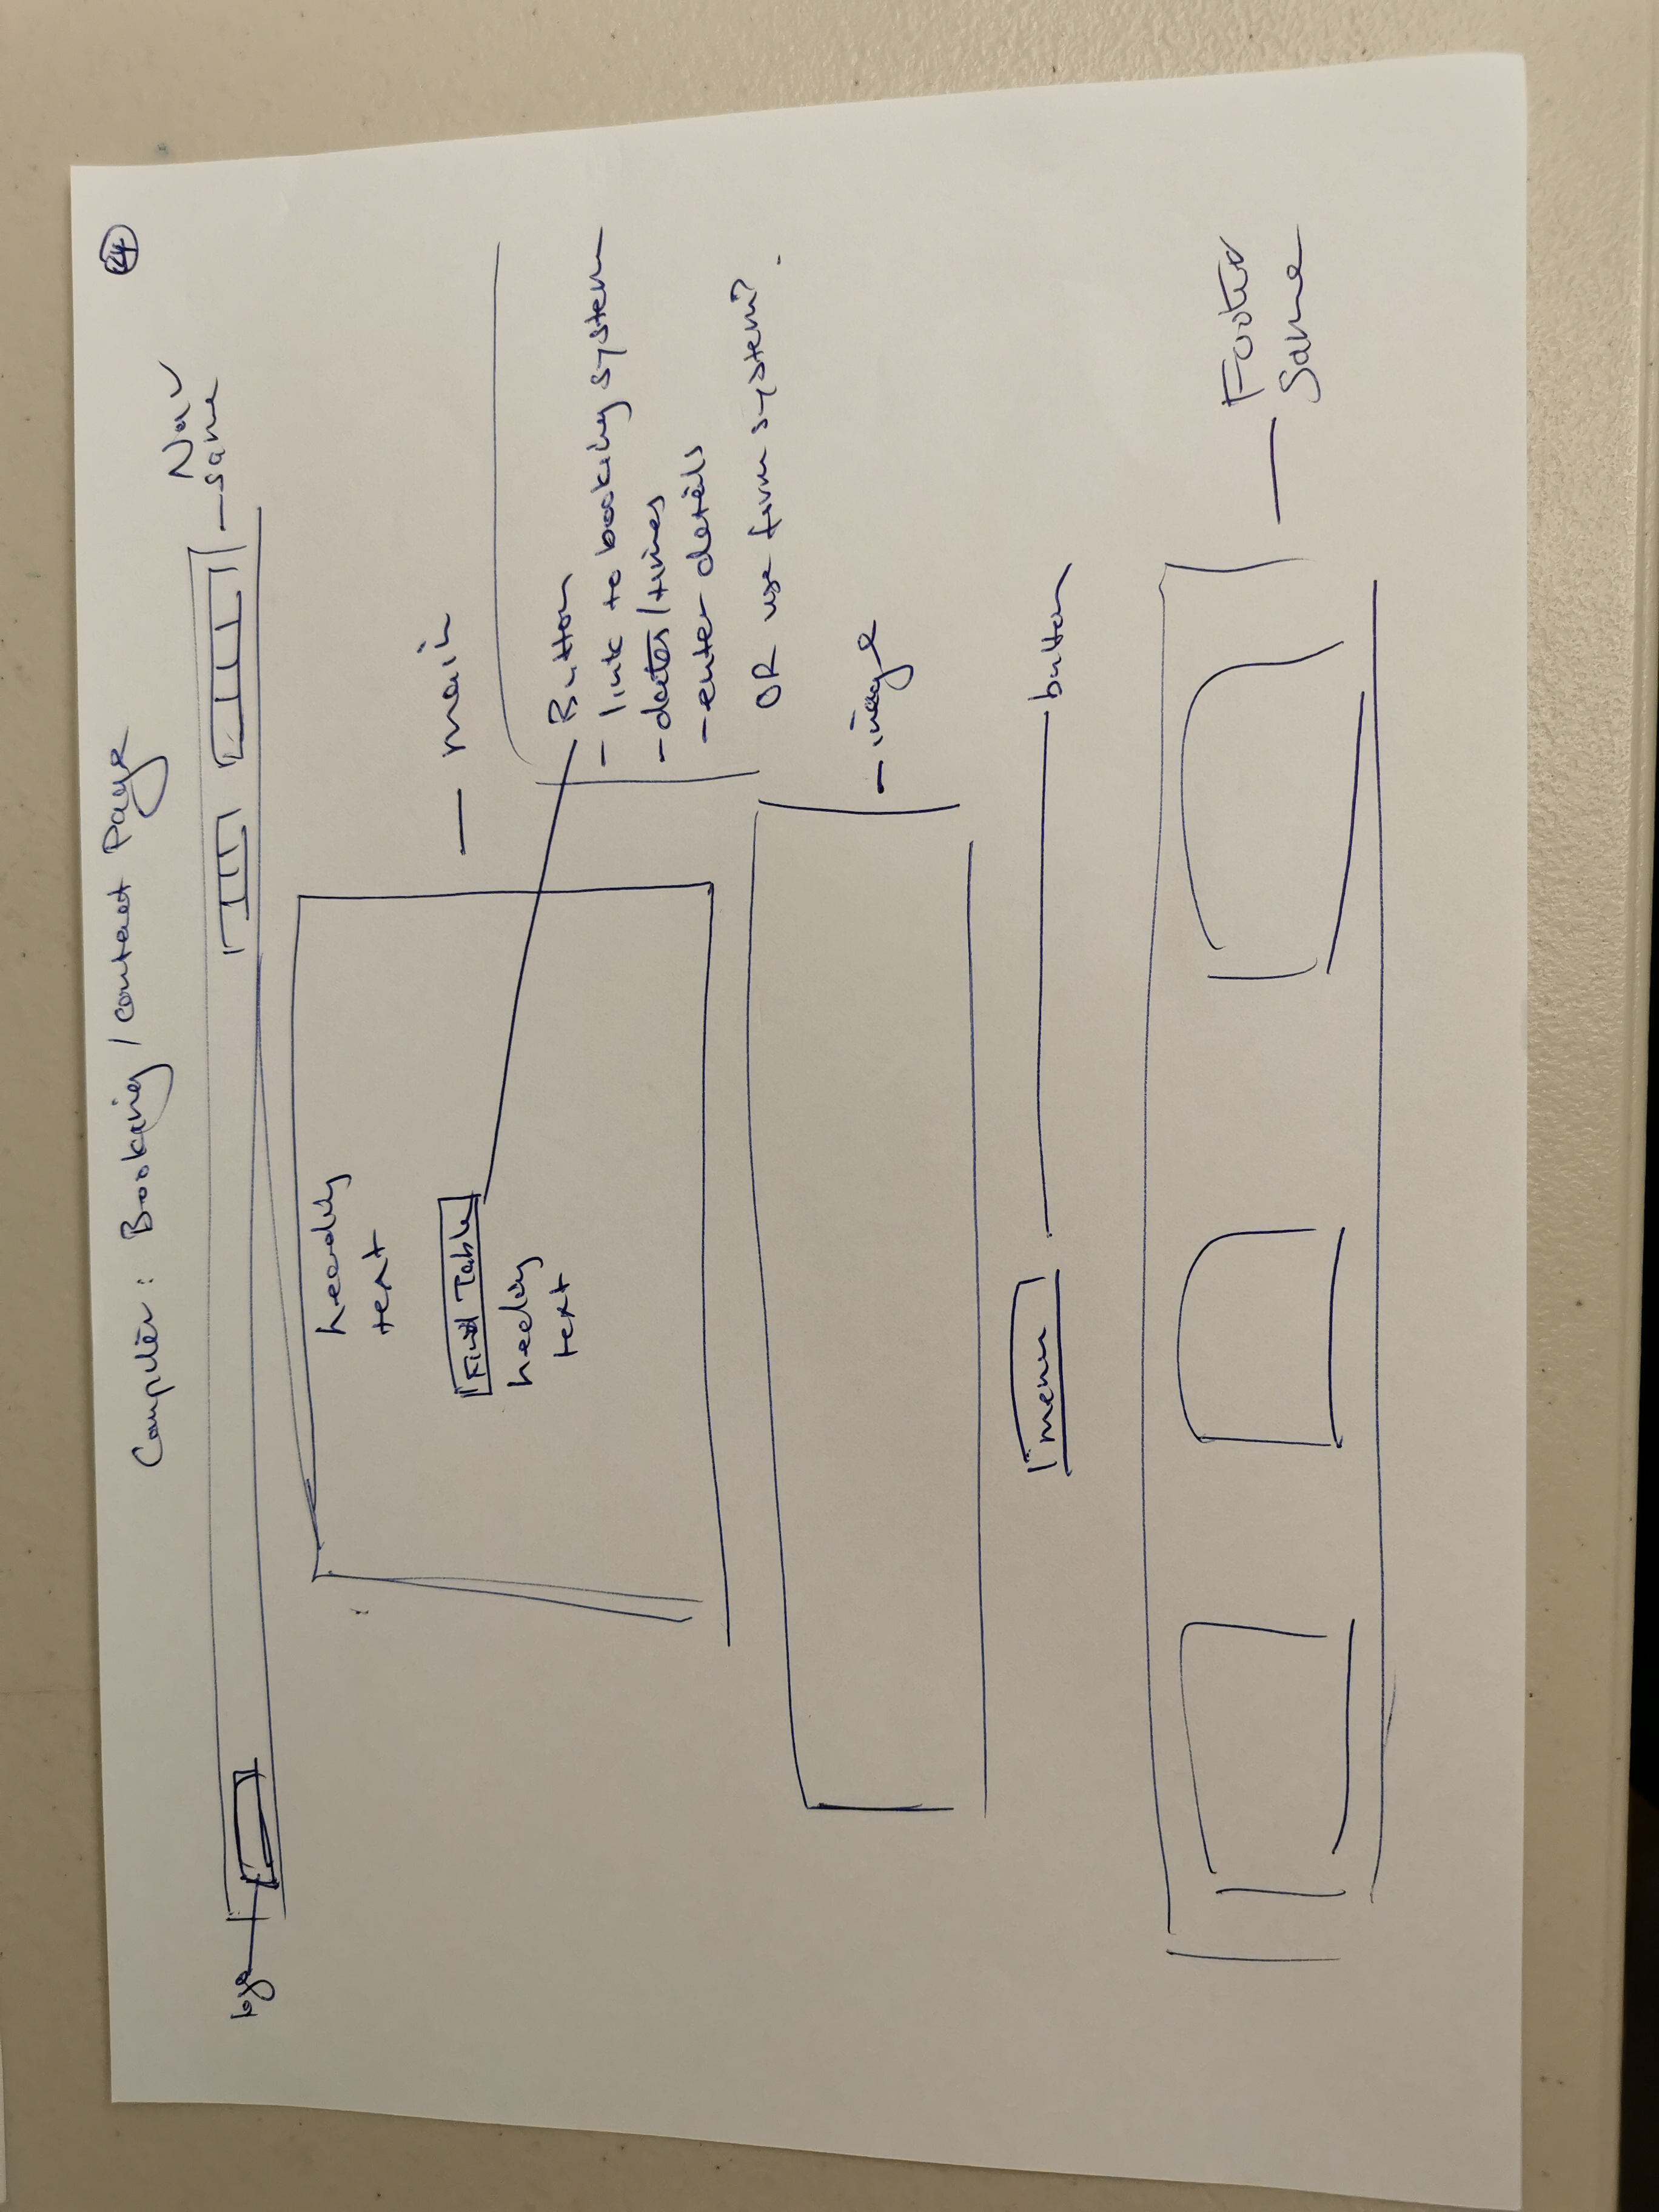 24
Computer : Booking / contact Page
Nav
- same
logo
heading
text
- main
Find Table
heading
text
Button
- link to booking system
- dates / times
- enter details
OR use form system?
- image
menu
button
Footer
Same